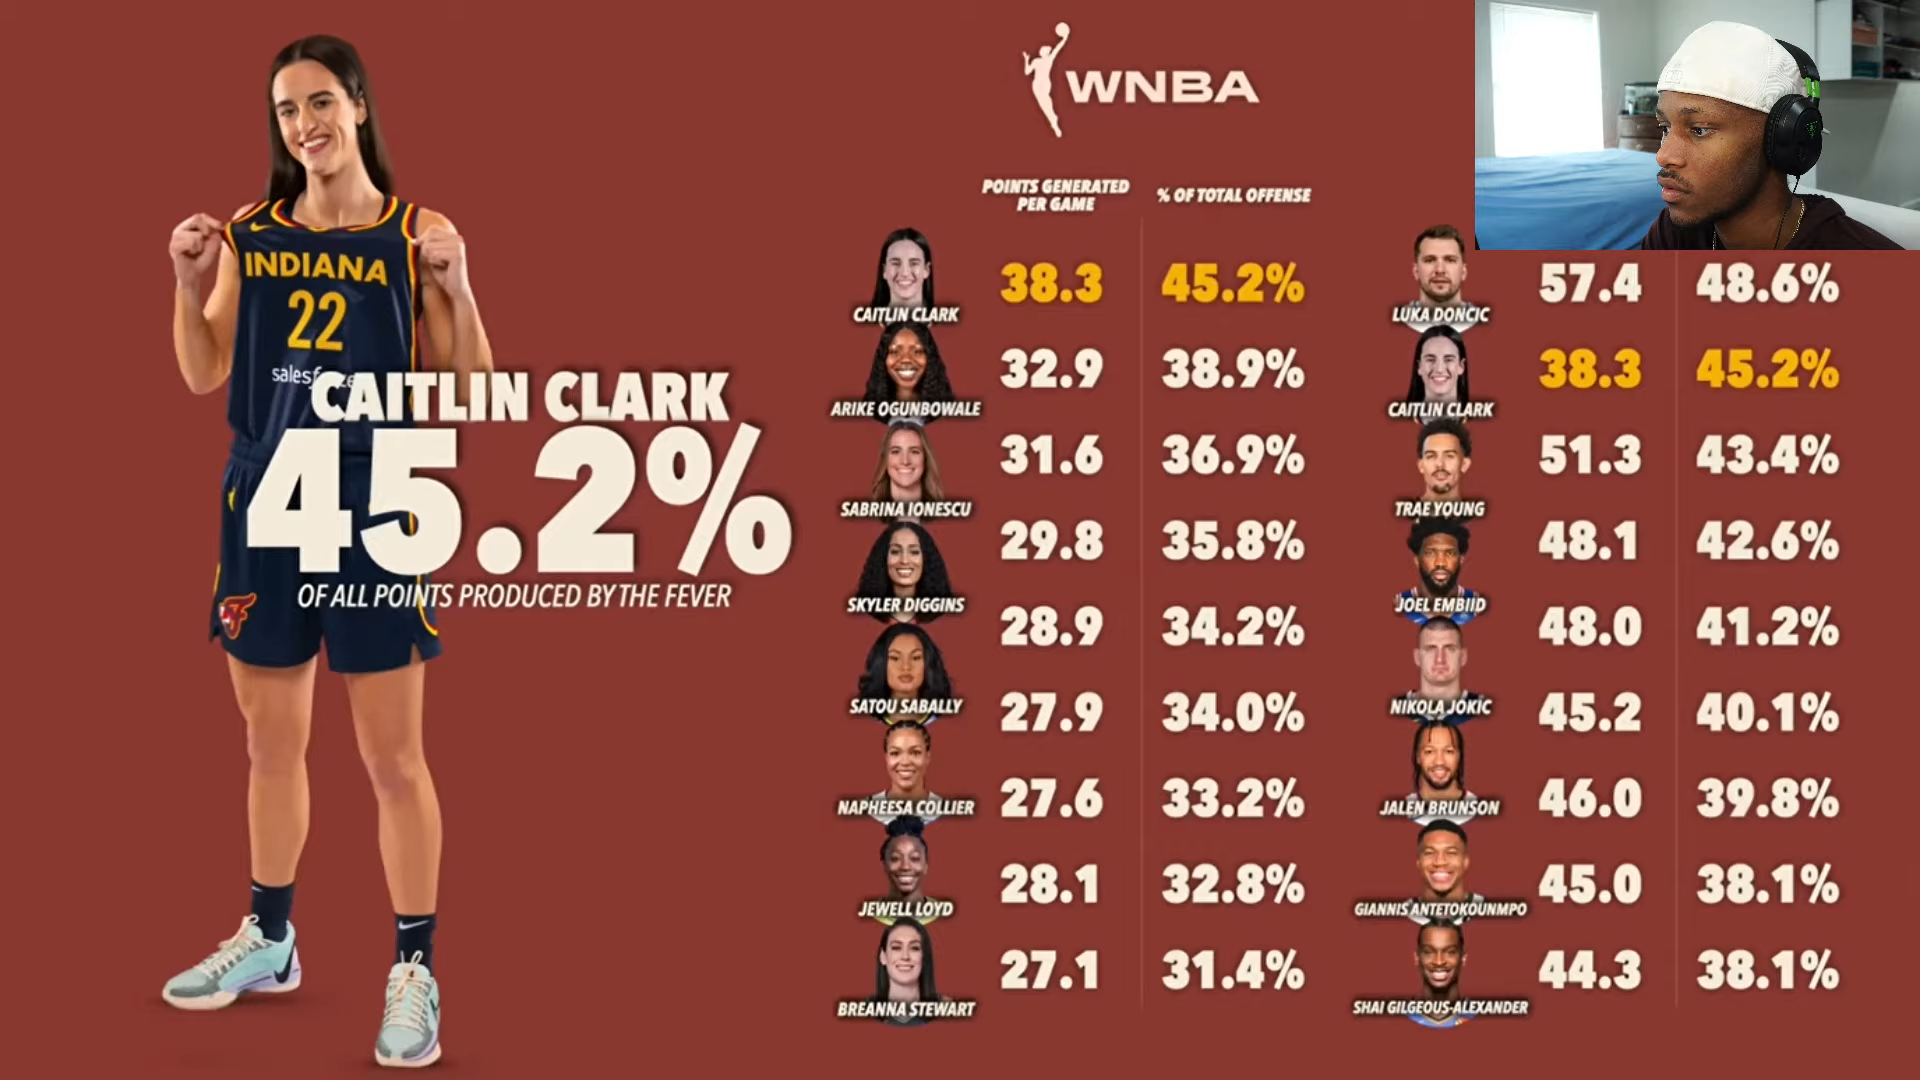 WNBA
POINTS GENERATED
PER GAME
% OF TOTAL OFFENSE
INDIANA
22
CAITLIN CLARK
45.2%
OF ALL POINTS PRODUCED BY THE FEVER
CAITLIN CLARK 38.3 45.2%
ARIKE OGUNBOWALE 32.9 38.9%
SABRINA IONESCU 31.6 36.9%
SKYLER DIGGINS 29.8 35.8%
SATOU SABALLY 28.9 34.2%
NAPHEESA COLLIER 27.9 34.0%
JEWELL LOYD 27.6 33.2%
BREANNA STEWART 28.1 32.8%
27.1 31.4%
LUKA DONCIC 57.4 48.6%
CAITLIN CLARK 38.3 45.2%
TRAE YOUNG 51.3 43.4%
JOEL EMBIID 48.1 42.6%
NIKOLA JOKIC 48.0 41.2%
JALEN BRUNSON 45.2 40.1%
GIANNIS ANTETOKOUNMPO 46.0 39.8%
SHAI GILGEOUS-ALEXANDER 45.0 38.1%
44.3 38.1%